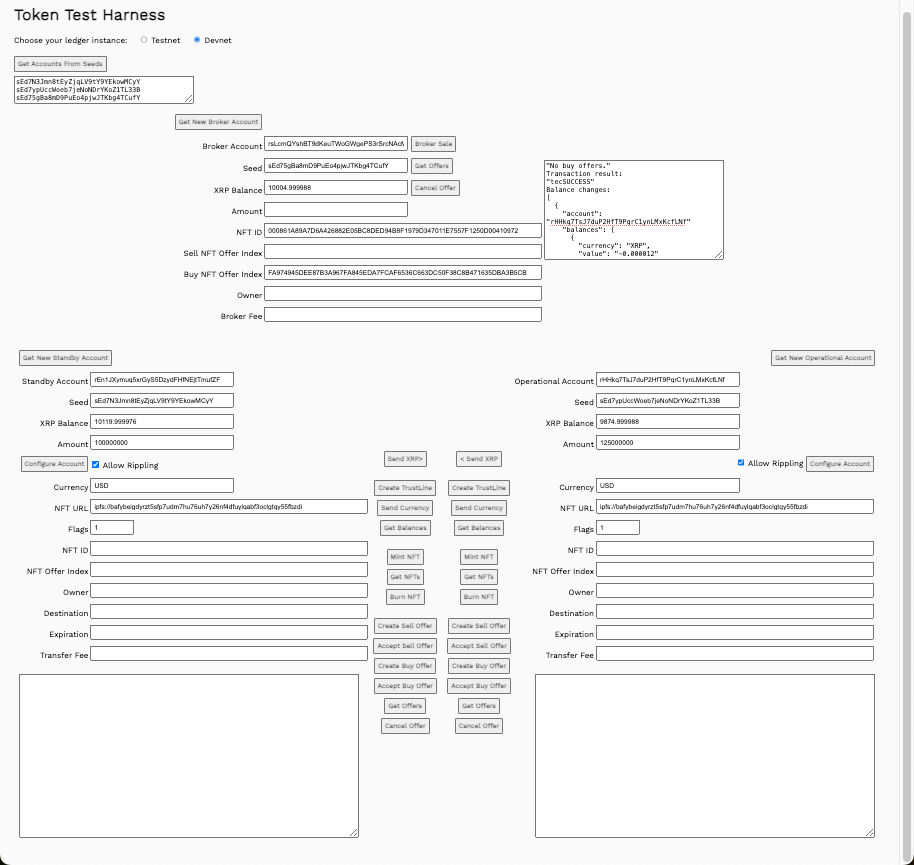 Token Test Harness
Choose your ledger instance: Testnet Devnet
Get Accounts From Seeds
sEd7N3Jmn8tEyZjqLV9tY9YEkowMCyY
sEd7ypUccWoeb7jeNoNDrYKoZ1TL33B
sEd75gBa8mD9PuEo4pjwJTKbg4TCufY
Get New Broker Account
Broker Account rsLcmQYshBT9dKeuTWoGWgePS3rSrcNAcM Broker Sale
Seed sEd75gBa8mD9PuEo4pjwJTKbg4TCufY Get Offers
XRP Balance 10004.999988 Cancel Offer
Amount
NFT ID 000861A89A7D6A426882E05BC8DED94B8F1979D347011E7557F1250D00410972
Sell NFT Offer Index
Buy NFT Offer Index FA974945DEE87B3A967FA845EDA7FCAF6536C663DC50F38C8B471635DBA3B5CB
Owner
Broker Fee
"No buy offers."
Transaction result:
"tecSUCCESS"
Balance changes:
[
{
"account":
"rHHkq7TsJ7duP2HfT9PqrC1ynLMxKcfLNf"
"balances": [
{
"currency": "XRP",
"value": "-0.000012"
Get New Standby Account
Standby Account rEn1JXymuq5xrGyS5DzydFHfNEjtTmufZF
Seed sEd7N3Jmn8tEyZjqLV9tY9YEkowMCyY
XRP Balance 10119.999976
Amount 100000000
Configure Account Allow Rippling
Currency USD
NFT URL ipfs://bafybeigdyrzt5sfp7udm7hu76uh7y26nf4dfuylqabf3oclgtqy55fbzdi
Flags 1
NFT ID
NFT Offer Index
Owner
Destination
Expiration
Transfer Fee
Send XRP> < Send XRP
Create TrustLine Create TrustLine
Send Currency Send Currency
Get Balances Get Balances
Mint NFT Mint NFT
Get NFTs Get NFTs
Burn NFT Burn NFT
Create Sell Offer Create Sell Offer
Accept Sell Offer Accept Sell Offer
Create Buy Offer Create Buy Offer
Accept Buy Offer Accept Buy Offer
Get Offers Get Offers
Cancel Offer Cancel Offer
Get New Operational Account
Operational Account rHHkq7TsJ7duP2HfT9PqrC1ynLMxKcfLNf
Seed sEd7ypUccWoeb7jeNoNDrYKoZ1TL33B
XRP Balance 9874.999988
Amount 125000000
Allow Rippling Configure Account
Currency USD
NFT URL ipfs://bafybeigdyrzt5sfp7udm7hu76uh7y26nf4dfuylqabf3oclgtqy55fbzdi
Flags 1
NFT ID
NFT Offer Index
Owner
Destination
Expiration
Transfer Fee